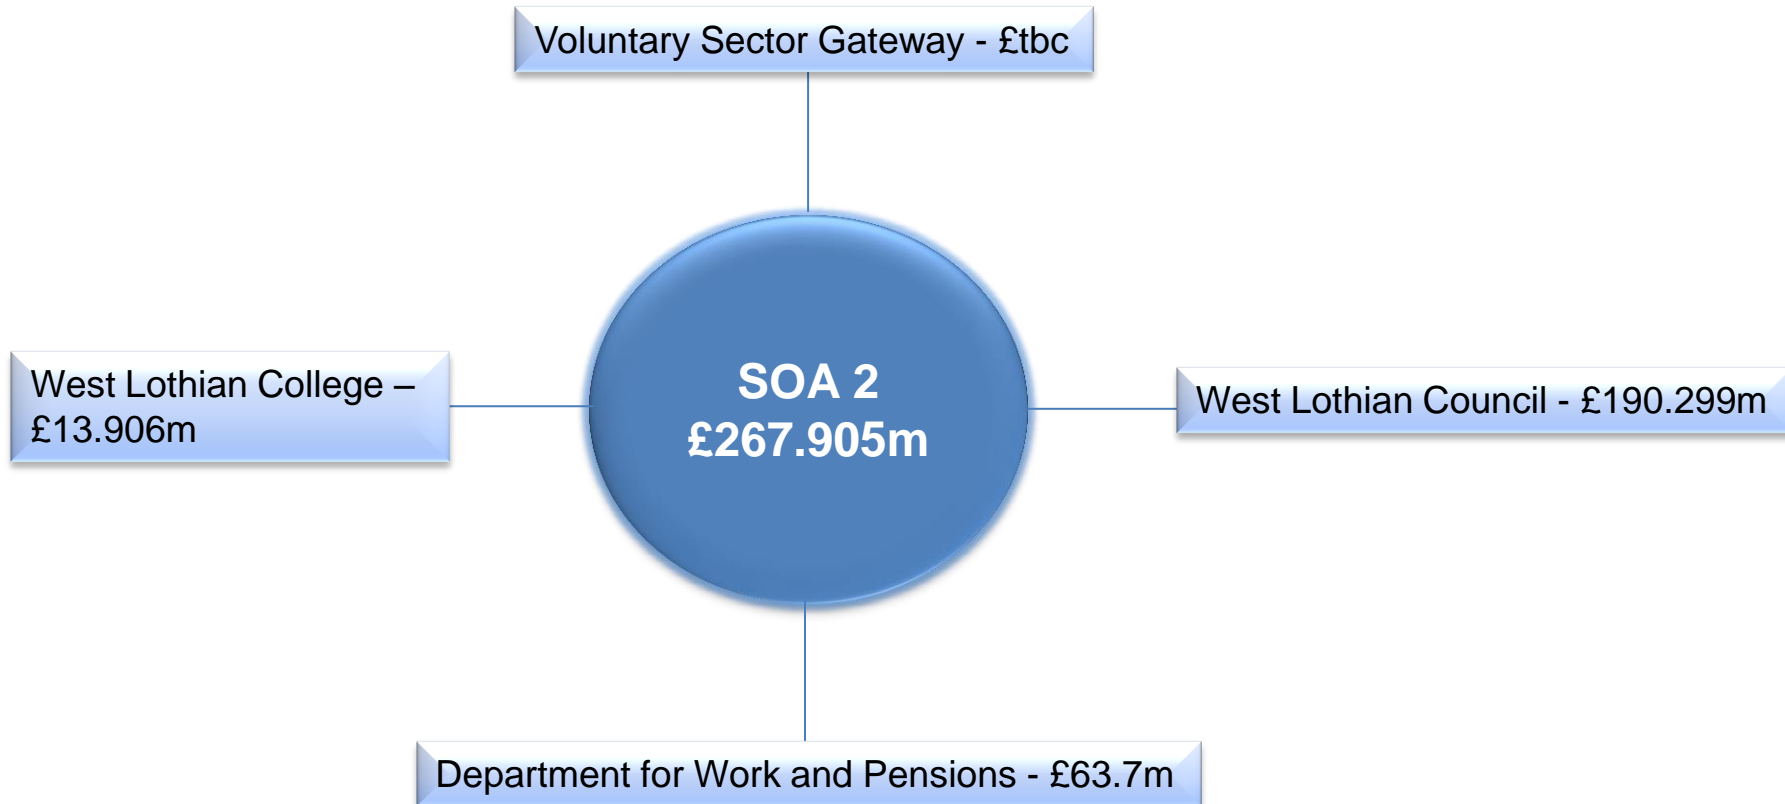 Voluntary Sector Gateway - £tbc
West Lothian College –
£13.906m
SOA 2
£267.905m
West Lothian Council - £190.299m
Department for Work and Pensions - £63.7m